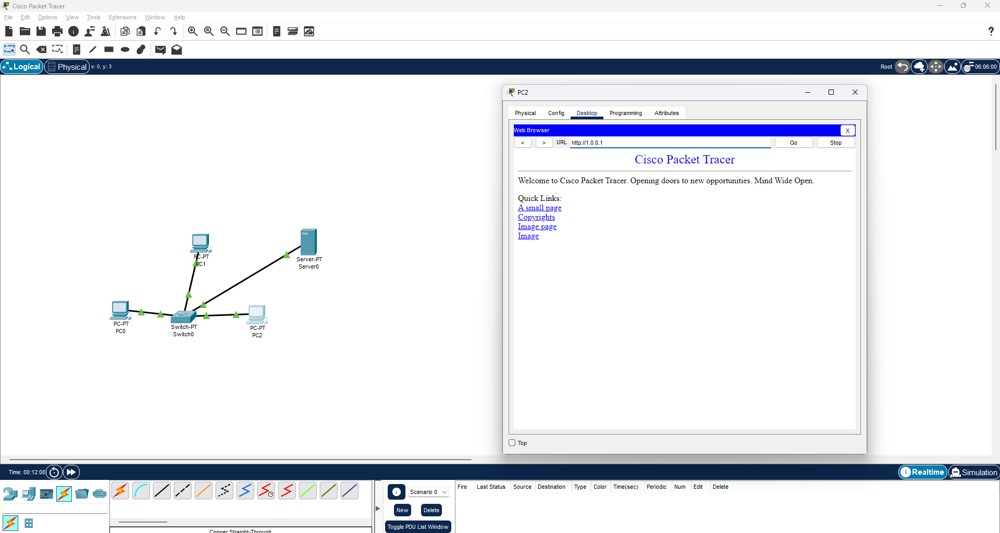 Cisco Packet Tracer
File Edit Options View Tools Extensions Window Help
?
Logical Physical x: 0, y: 3 Root 06:06:00
PC2
Physical Config Desktop Programming Attributes
Web Browser X
< > URL http://1.0.0.1 Go Stop
Cisco Packet Tracer
Welcome to Cisco Packet Tracer. Opening doors to new opportunities. Mind Wide Open.
Quick Links:
A small page
Copyrights
Image page
Image
Top
PC-PT
PC1
Server-PT
Server0
PC-PT
PC0
Switch-PT
Switch0
PC-PT
PC2
Time: 00:12:08 Realtime Simulation
Scenario 0
New Delete
Toggle PDU List Window
Fire Last Status Source Destination Type Color Time(sec) Periodic Num Edit Delete
Copper Straight-Through